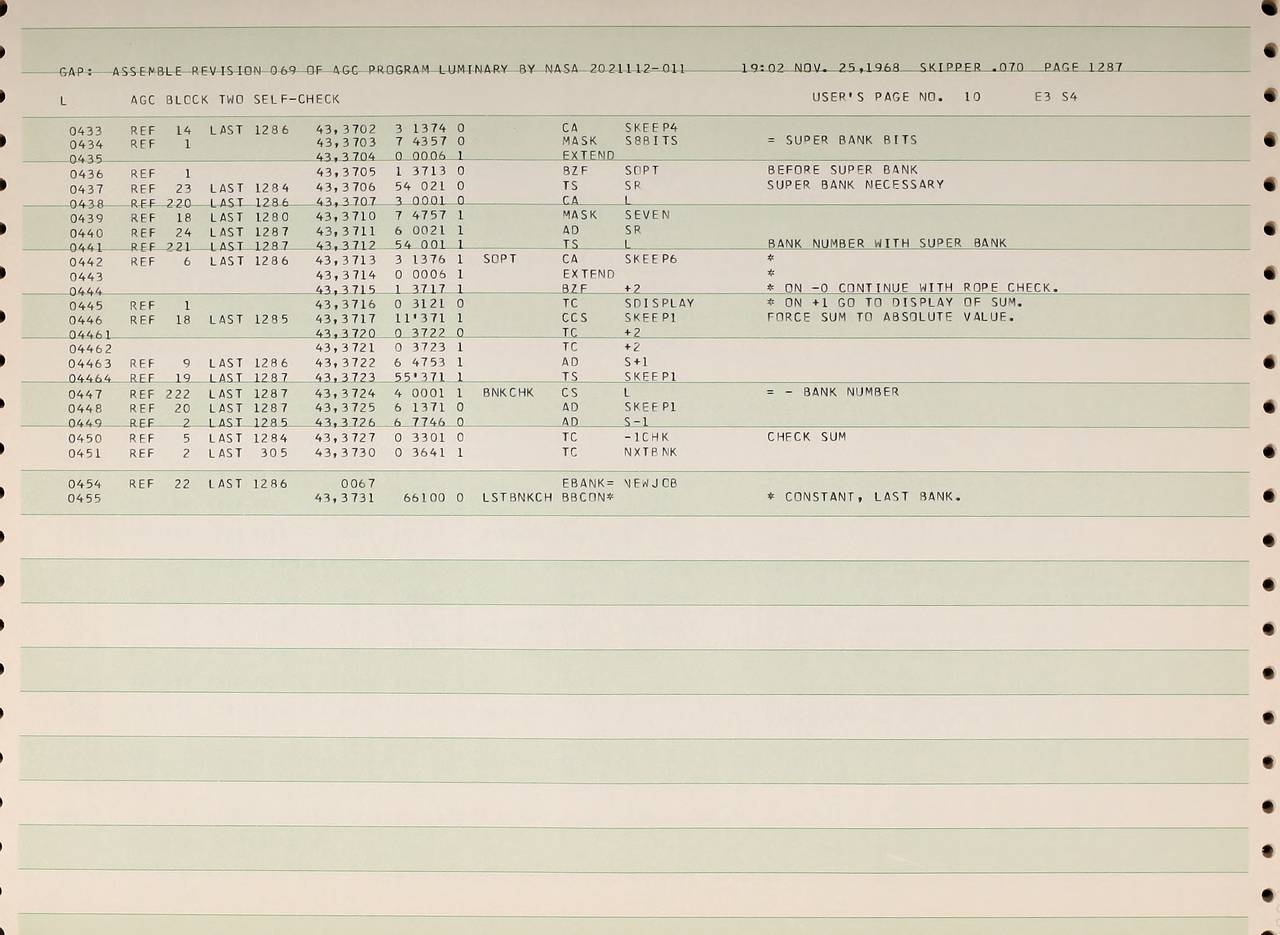 GAP: ASSEMBLE REVISION 069 OF AGC PROGRAM LUMINARY BY NASA 2021112-011 19:02 NOV. 25,1968 SKIPPER .070 PAGE 1287
L AGC BLOCK TWO SELF-CHECK USER'S PAGE NO. 10 E3 S4
0433 REF 14 LAST 1286 43,3702 3 1374 0 CA SKEEP4
0434 REF 1 43,3703 7 4357 0 MASK S8BITS = SUPER BANK BITS
0435 43,3704 0 0006 1 EXTEND
0436 REF 1 43,3705 1 3713 0 BZF SOPT BEFORE SUPER BANK
0437 REF 23 LAST 1284 43,3706 54 021 0 TS SR SUPER BANK NECESSARY
0438 REF 220 LAST 1286 43,3707 3 0001 0 CA L
0439 REF 18 LAST 1280 43,3710 7 4757 1 MASK SEVEN
0440 REF 24 LAST 1287 43,3711 6 0021 1 AD SR
0441 REF 221 LAST 1287 43,3712 54 001 1 TS L BANK NUMBER WITH SUPER BANK
0442 REF 6 LAST 1286 43,3713 3 1376 1 SOPT CA SKEEP6 *
0443 43,3714 0 0006 1 EXTEND *
0444 43,3715 1 3717 1 BZF +2 * ON -0 CONTINUE WITH ROPE CHECK.
0445 REF 1 43,3716 0 3121 0 TC SDISPLAY * ON +1 GO TO DISPLAY OF SUM.
0446 REF 18 LAST 1285 43,3717 11'371 1 CCS SKEEP1 FORCE SUM TO ABSOLUTE VALUE.
04461 43,3720 0 3722 0 TC +2
04462 43,3721 0 3723 1 TC +2
04463 REF 9 LAST 1286 43,3722 6 4753 1 AD S+1
04464 REF 19 LAST 1287 43,3723 55'371 1 TS SKEEP1
0447 REF 222 LAST 1287 43,3724 4 0001 1 BNKCHK CS L = - BANK NUMBER
0448 REF 20 LAST 1287 43,3725 6 1371 0 AD SKEEP1
0449 REF 2 LAST 1285 43,3726 6 7746 0 AD S-1
0450 REF 5 LAST 1284 43,3727 0 3301 0 TC -1CHK CHECK SUM
0451 REF 2 LAST 305 43,3730 0 3641 1 TC NXTBNK
0454 REF 22 LAST 1286 0067 EBANK= NEWJOB
0455 43,3731 66100 0 LSTBNKCH BBCON* * CONSTANT, LAST BANK.